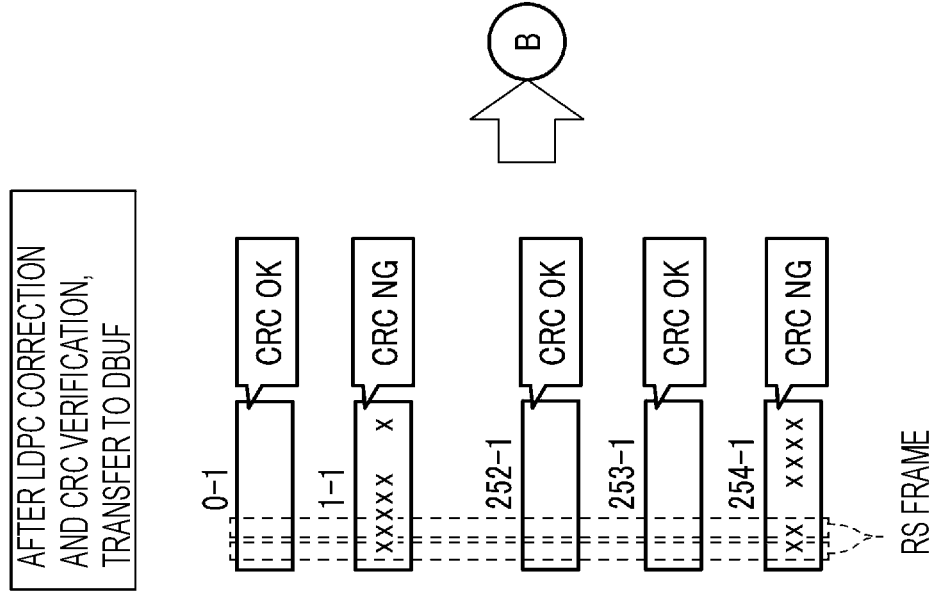 AFTER LDPC CORRECTION
AND CRC VERIFICATION,
TRANSFER TO DBUF
0-1
CRC OK
1-1
xxxxx x
CRC NG
252-1
CRC OK
253-1
CRC OK
254-1
xx xxxx
CRC NG
RS FRAME
B